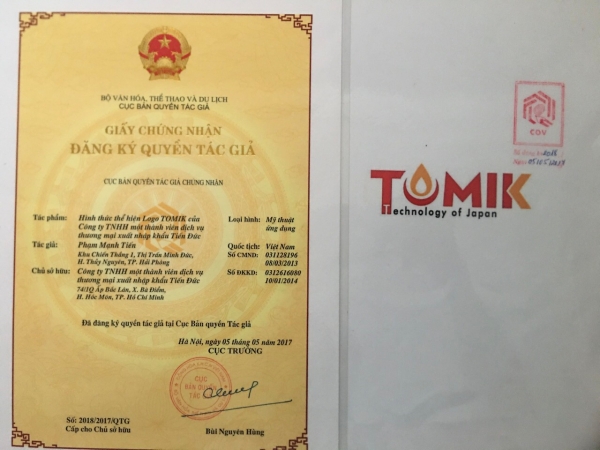 BỘ VĂN HÓA, THỂ THAO VÀ DU LỊCH
CỤC BẢN QUYỀN TÁC GIẢ
GIẤY CHỨNG NHẬN
ĐĂNG KÝ QUYỀN TÁC GIẢ
CỤC BẢN QUYỀN TÁC GIẢ CHỨNG NHẬN
Tác phẩm: Hình thức thể hiện Logo TOMIK của Loại hình: Mỹ thuật
Công ty TNHH một thành viên dịch vụ ứng dụng
thương mại xuất nhập khẩu Tiến Đức
Tác giả: Phạm Mạnh Tiến Quốc tịch: Việt Nam
Khu Chiến Thắng 1, Thị Trấn Minh Đức, Số CMND: 031128196
H. Thủy Nguyên, TP. Hải Phòng 08/03/2013
Chủ sở hữu: Công ty TNHH một thành viên dịch vụ Số ĐKKD: 0312616080
thương mại xuất nhập khẩu Tiến Đức 10/01/2014
74/1Q Ấp Bắc Lân, X. Bà Điểm,
H. Hóc Môn, TP. Hồ Chí Minh
Đã đăng ký quyền tác giả tại Cục Bản quyền Tác giả
Hà Nội, ngày 05 tháng 05 năm 2017
CỤC TRƯỞNG
CỤC
BẢN QUYỀN
TÁC GIẢ
Số: 2018/2017/QTG
Cấp cho Chủ sở hữu Bùi Nguyên Hùng
COV
TOMIK
Technology of Japan